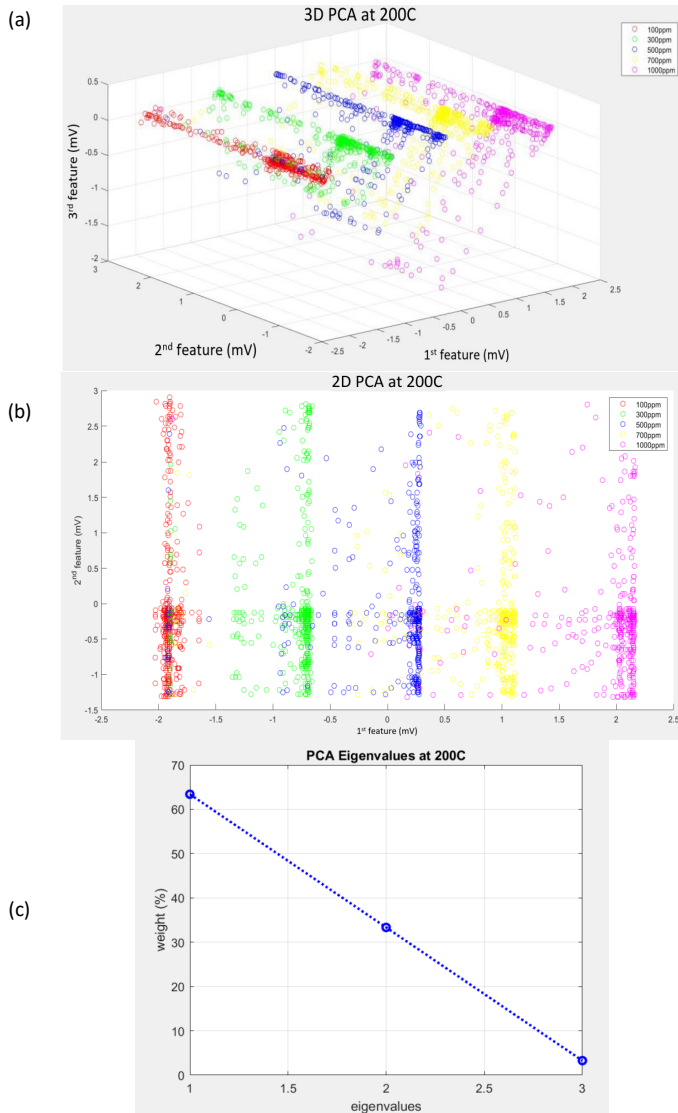 (a)
3D PCA at 200C
100ppm
300ppm
500ppm
700ppm
1000ppm
0.5
0
-0.5
-1
-1.5
-2
3rd feature (mV)
3
2
1
0
-1
-2
2nd feature (mV)
-2.5
-2
-1.5
-1
-0.5
0
0.5
1
1.5
2
2.5
1st feature (mV)
(b)
2D PCA at 200C
100ppm
300ppm
500ppm
700ppm
1000ppm
3
2.5
2
1.5
1
0.5
0
-0.5
-1
-1.5
2nd feature (mV)
-2.5
-2
-1.5
-1
-0.5
0
0.5
1
1.5
2
2.5
1st feature (mV)
(c)
PCA Eigenvalues at 200C
70
60
50
40
30
20
10
0
weight (%)
1
1.5
2
2.5
3
eigenvalues